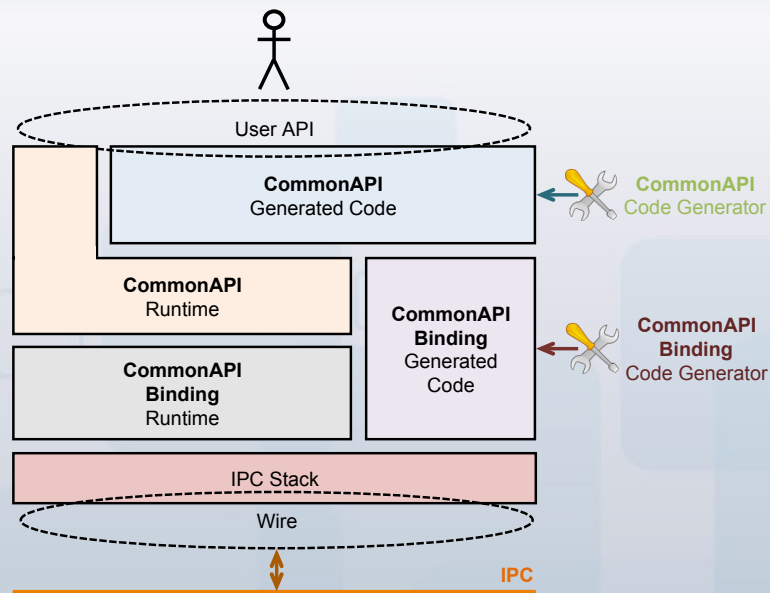 User API
CommonAPI
Generated Code
CommonAPI
Code Generator
CommonAPI
Runtime
CommonAPI
Binding
Generated
Code
CommonAPI
Binding
Code Generator
CommonAPI
Binding
Runtime
IPC Stack
Wire
IPC